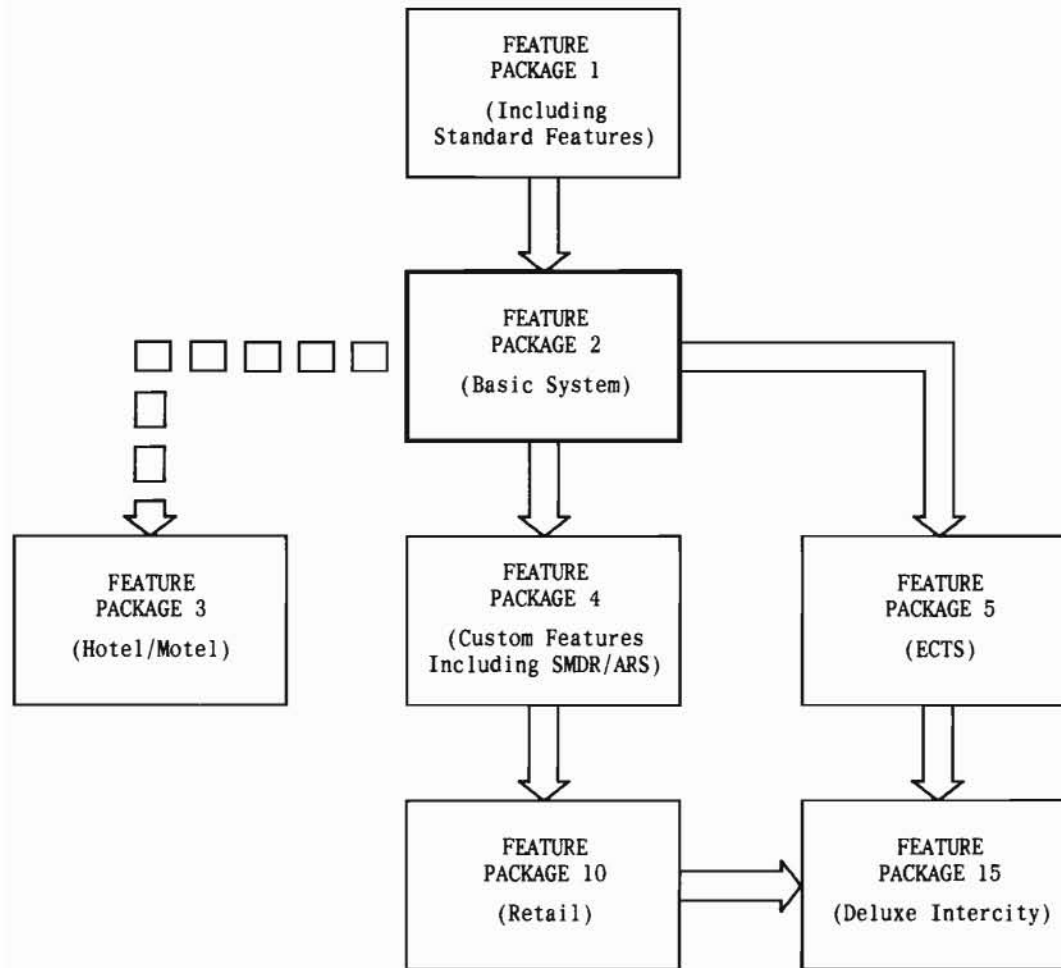 FEATURE
PACKAGE 1
(Including
Standard Features)
FEATURE
PACKAGE 2
(Basic System)
FEATURE
PACKAGE 3
(Hotel/Motel)
FEATURE
PACKAGE 4
(Custom Features
Including SMDR/ARS)
FEATURE
PACKAGE 5
(ECTS)
FEATURE
PACKAGE 10
(Retail)
FEATURE
PACKAGE 15
(Deluxe Intercity)